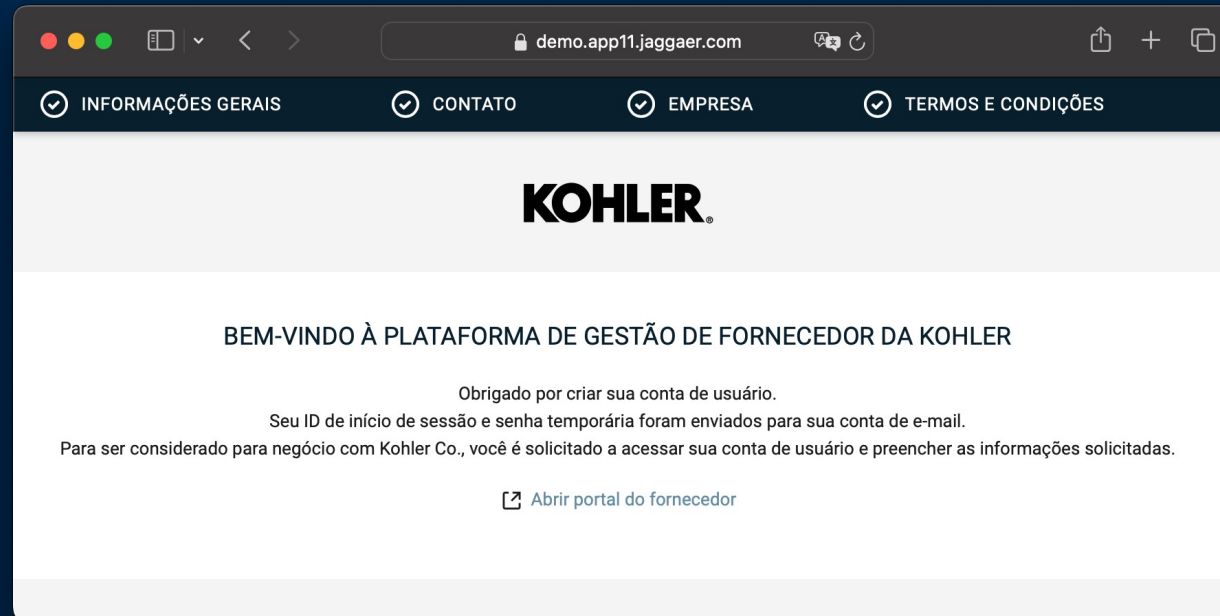 demo.app11.jaggaer.com
INFORMAÇÕES GERAIS CONTATO EMPRESA TERMOS E CONDIÇÕES
KOHLER®
BEM-VINDO À PLATAFORMA DE GESTÃO DE FORNECEDOR DA KOHLER
Obrigado por criar sua conta de usuário.
Seu ID de início de sessão e senha temporária foram enviados para sua conta de e-mail.
Para ser considerado para negócio com Kohler Co., você é solicitado a acessar sua conta de usuário e preencher as informações solicitadas.
Abrir portal do fornecedor